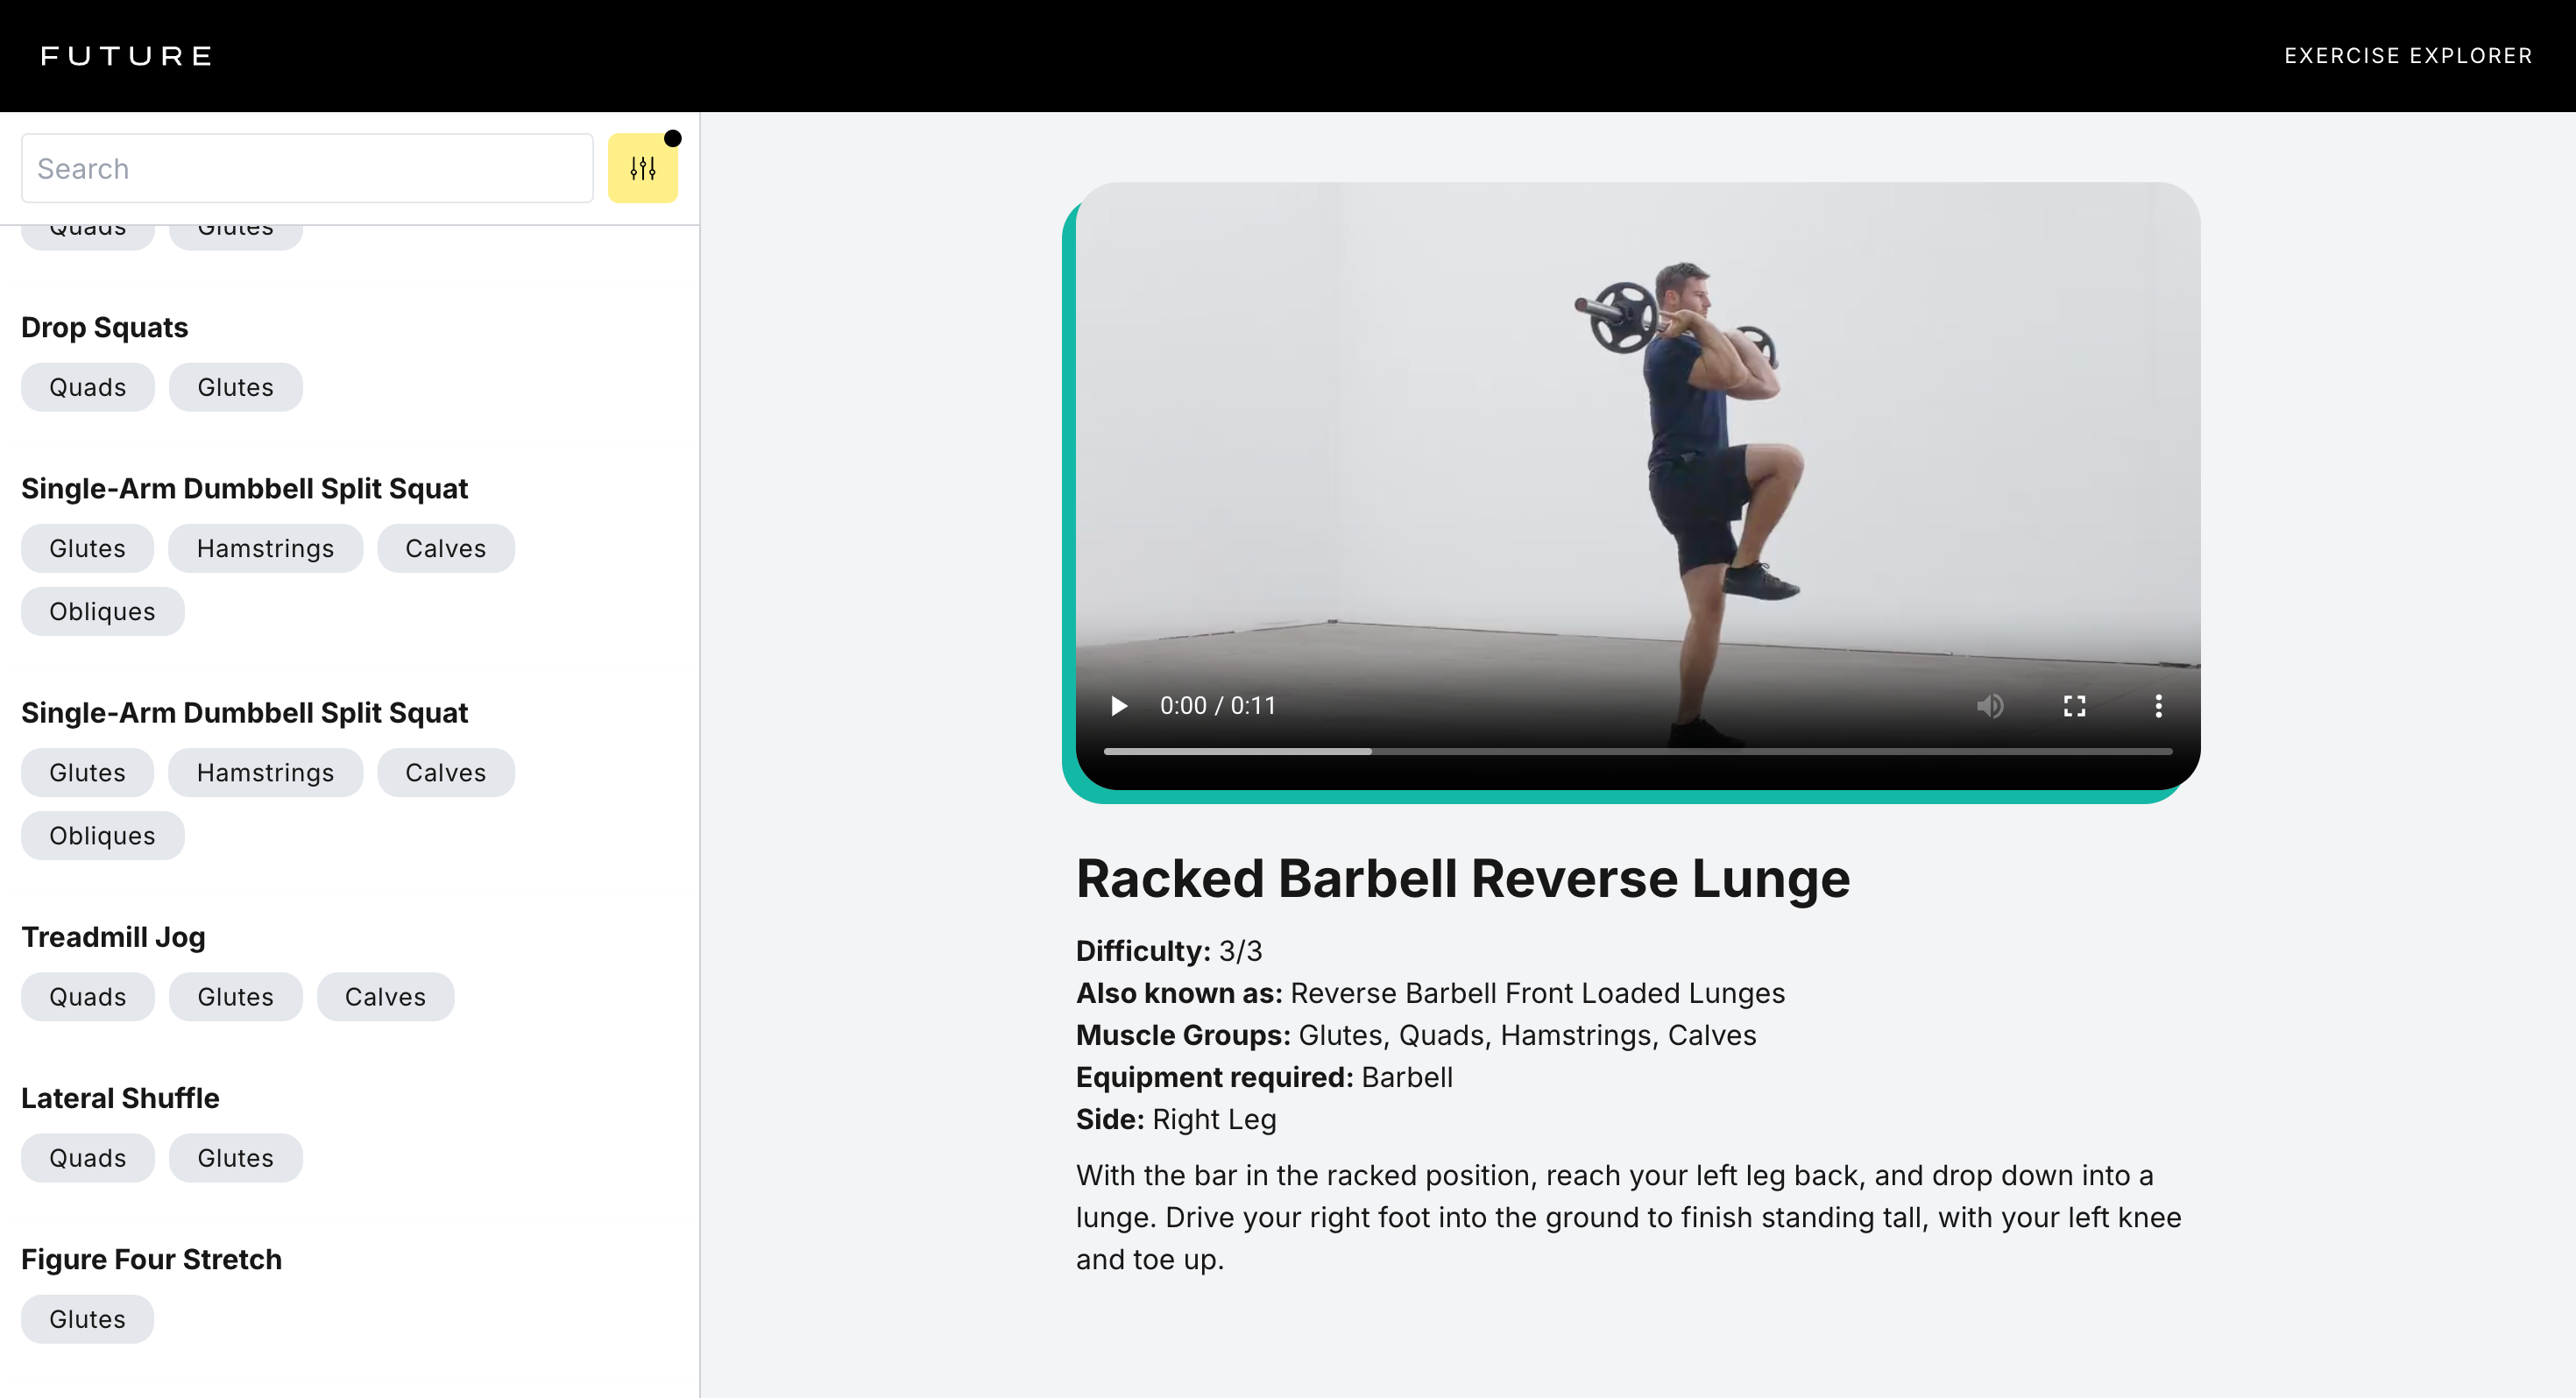 FUTURE
EXERCISE EXPLORER
Search
Quads Glutes
Drop Squats
Quads Glutes
Single-Arm Dumbbell Split Squat
Glutes Hamstrings Calves
Obliques
Single-Arm Dumbbell Split Squat
Glutes Hamstrings Calves
Obliques
Treadmill Jog
Quads Glutes Calves
Lateral Shuffle
Quads Glutes
Figure Four Stretch
Glutes
0:00 / 0:11
Racked Barbell Reverse Lunge
Difficulty: 3/3
Also known as: Reverse Barbell Front Loaded Lunges
Muscle Groups: Glutes, Quads, Hamstrings, Calves
Equipment required: Barbell
Side: Right Leg
With the bar in the racked position, reach your left leg back, and drop down into a
lunge. Drive your right foot into the ground to finish standing tall, with your left knee
and toe up.